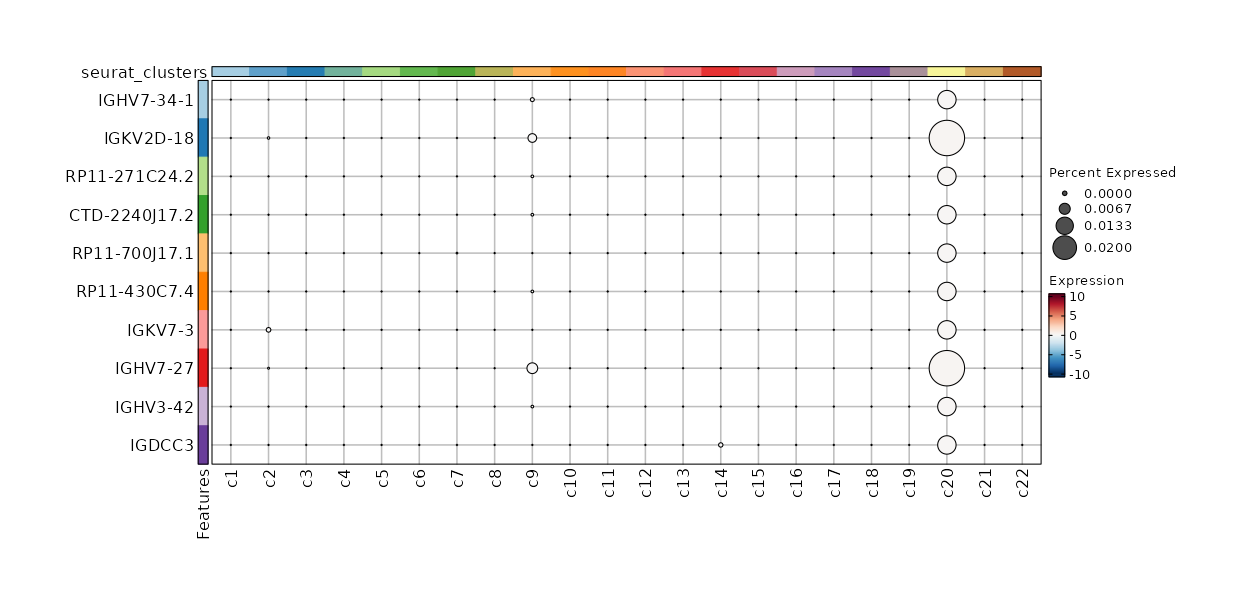 seurat_clusters
IGHV7-34-1
IGKV2D-18
RP11-271C24.2
CTD-2240J17.2
RP11-700J17.1
RP11-430C7.4
IGKV7-3
IGHV7-27
IGHV3-42
IGDCC3
Features
c1 c2 c3 c4 c5 c6 c7 c8 c9 c10 c11 c12 c13 c14 c15 c16 c17 c18 c19 c20 c21 c22
Percent Expressed
0.0000
0.0067
0.0133
0.0200
Expression
10
5
0
-5
-10